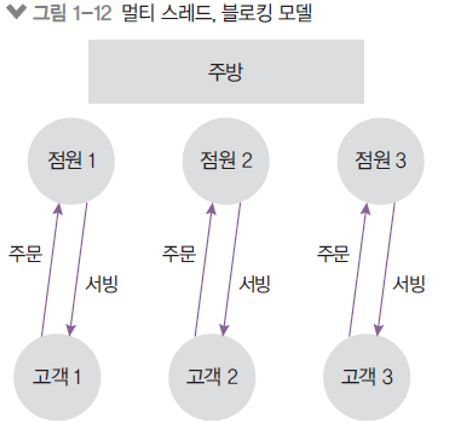 그림 1-12 멀티 스레드, 블로킹 모델
주방
점원 1 점원 2 점원 3
주문 주문 주문
서빙 서빙 서빙
고객 1 고객 2 고객 3